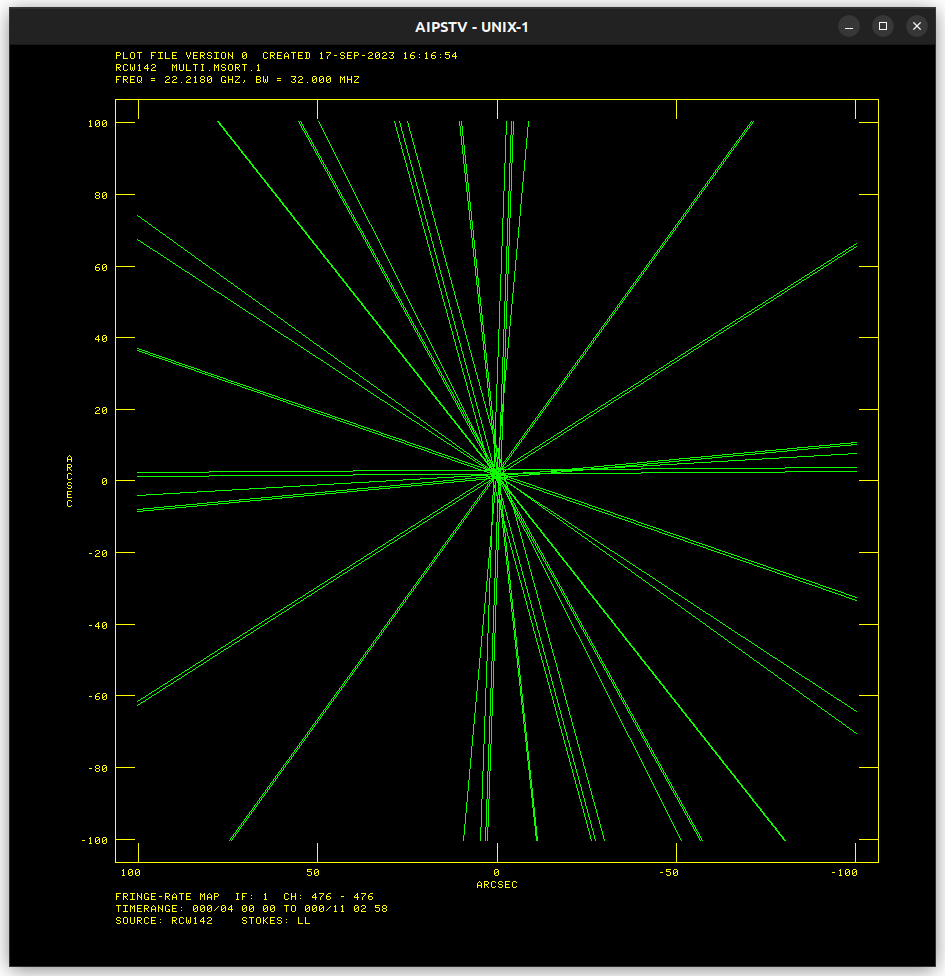 AIPSTV - UNIX-1
PLOT FILE VERSION 0  CREATED 17-SEP-2023 16:16:54
RCW142  MULTI.MSORT.1
FREQ = 22.2180 GHZ, BW = 32.000 MHZ
100
80
60
40
20
0
-20
-40
-60
-80
-100
ARCSEC
100 50 0 -50 -100
ARCSEC
FRINGE-RATE MAP  IF: 1  CH: 476 - 476
TIMERANGE: 000/04 00 00 TO 000/11 02 58
SOURCE: RCW142    STOKES: LL